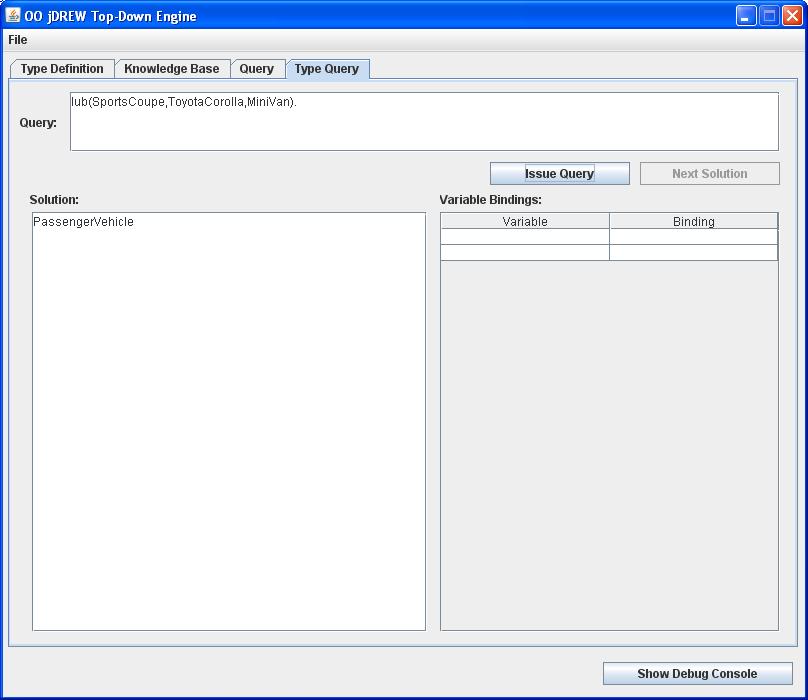 OO jDREW Top-Down Engine
File
Type Definition Knowledge Base Query Type Query
Query:
lub(SportsCoupe,ToyotaCorolla,MiniVan).
Issue Query Next Solution
Solution:
Variable Bindings:
PassengerVehicle
Variable Binding
Show Debug Console